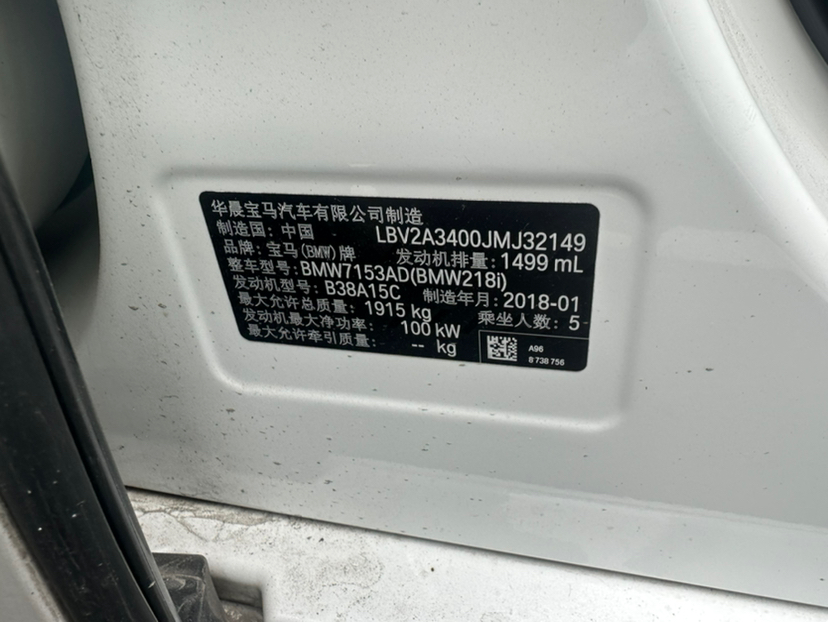 华晨宝马汽车有限公司制造
制造国：中国 LBV2A3400JMJ32149
品牌：宝马(BMW)牌 发动机排量：1499 mL
整车型号：BMW7153AD(BMW218i)
发动机型号：B38A15C 制造年月：2018-01
最大允许总质量：1915 kg 乘坐人数：5
发动机最大净功率：100 kW
最大允许牵引质量：-- kg
A96
8 738 756